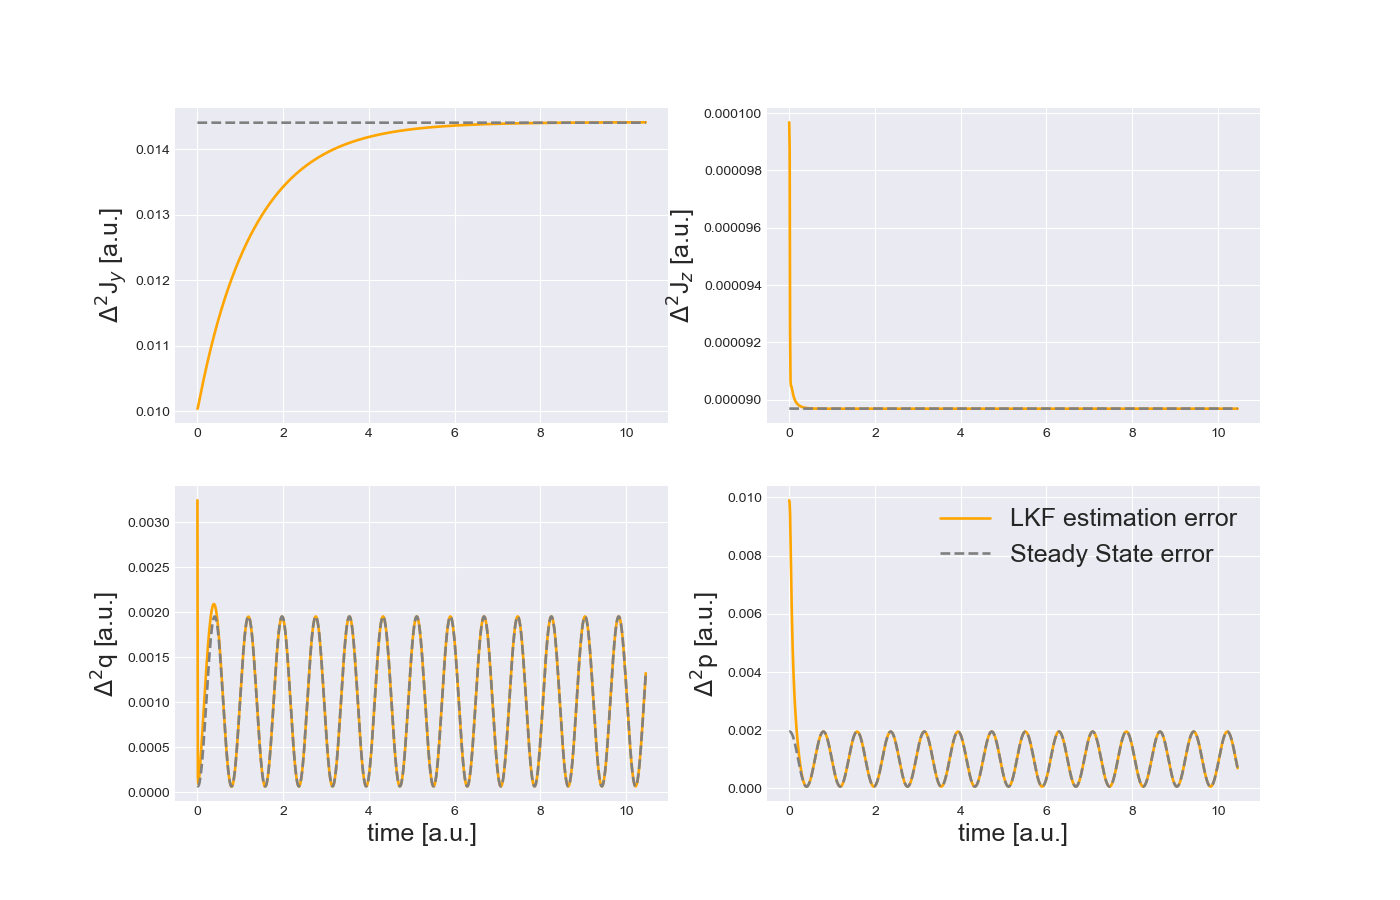 Δ²J_y [a.u.]
0.014
0.013
0.012
0.011
0.010
0 2 4 6 8 10
Δ²J_z [a.u.]
0.000100
0.000098
0.000096
0.000094
0.000092
0.000090
0 2 4 6 8 10
Δ²q [a.u.]
0.0030
0.0025
0.0020
0.0015
0.0010
0.0005
0.0000
0 2 4 6 8 10
time [a.u.]
Δ²p [a.u.]
0.010
0.008
0.006
0.004
0.002
0.000
LKF estimation error
Steady State error
0 2 4 6 8 10
time [a.u.]